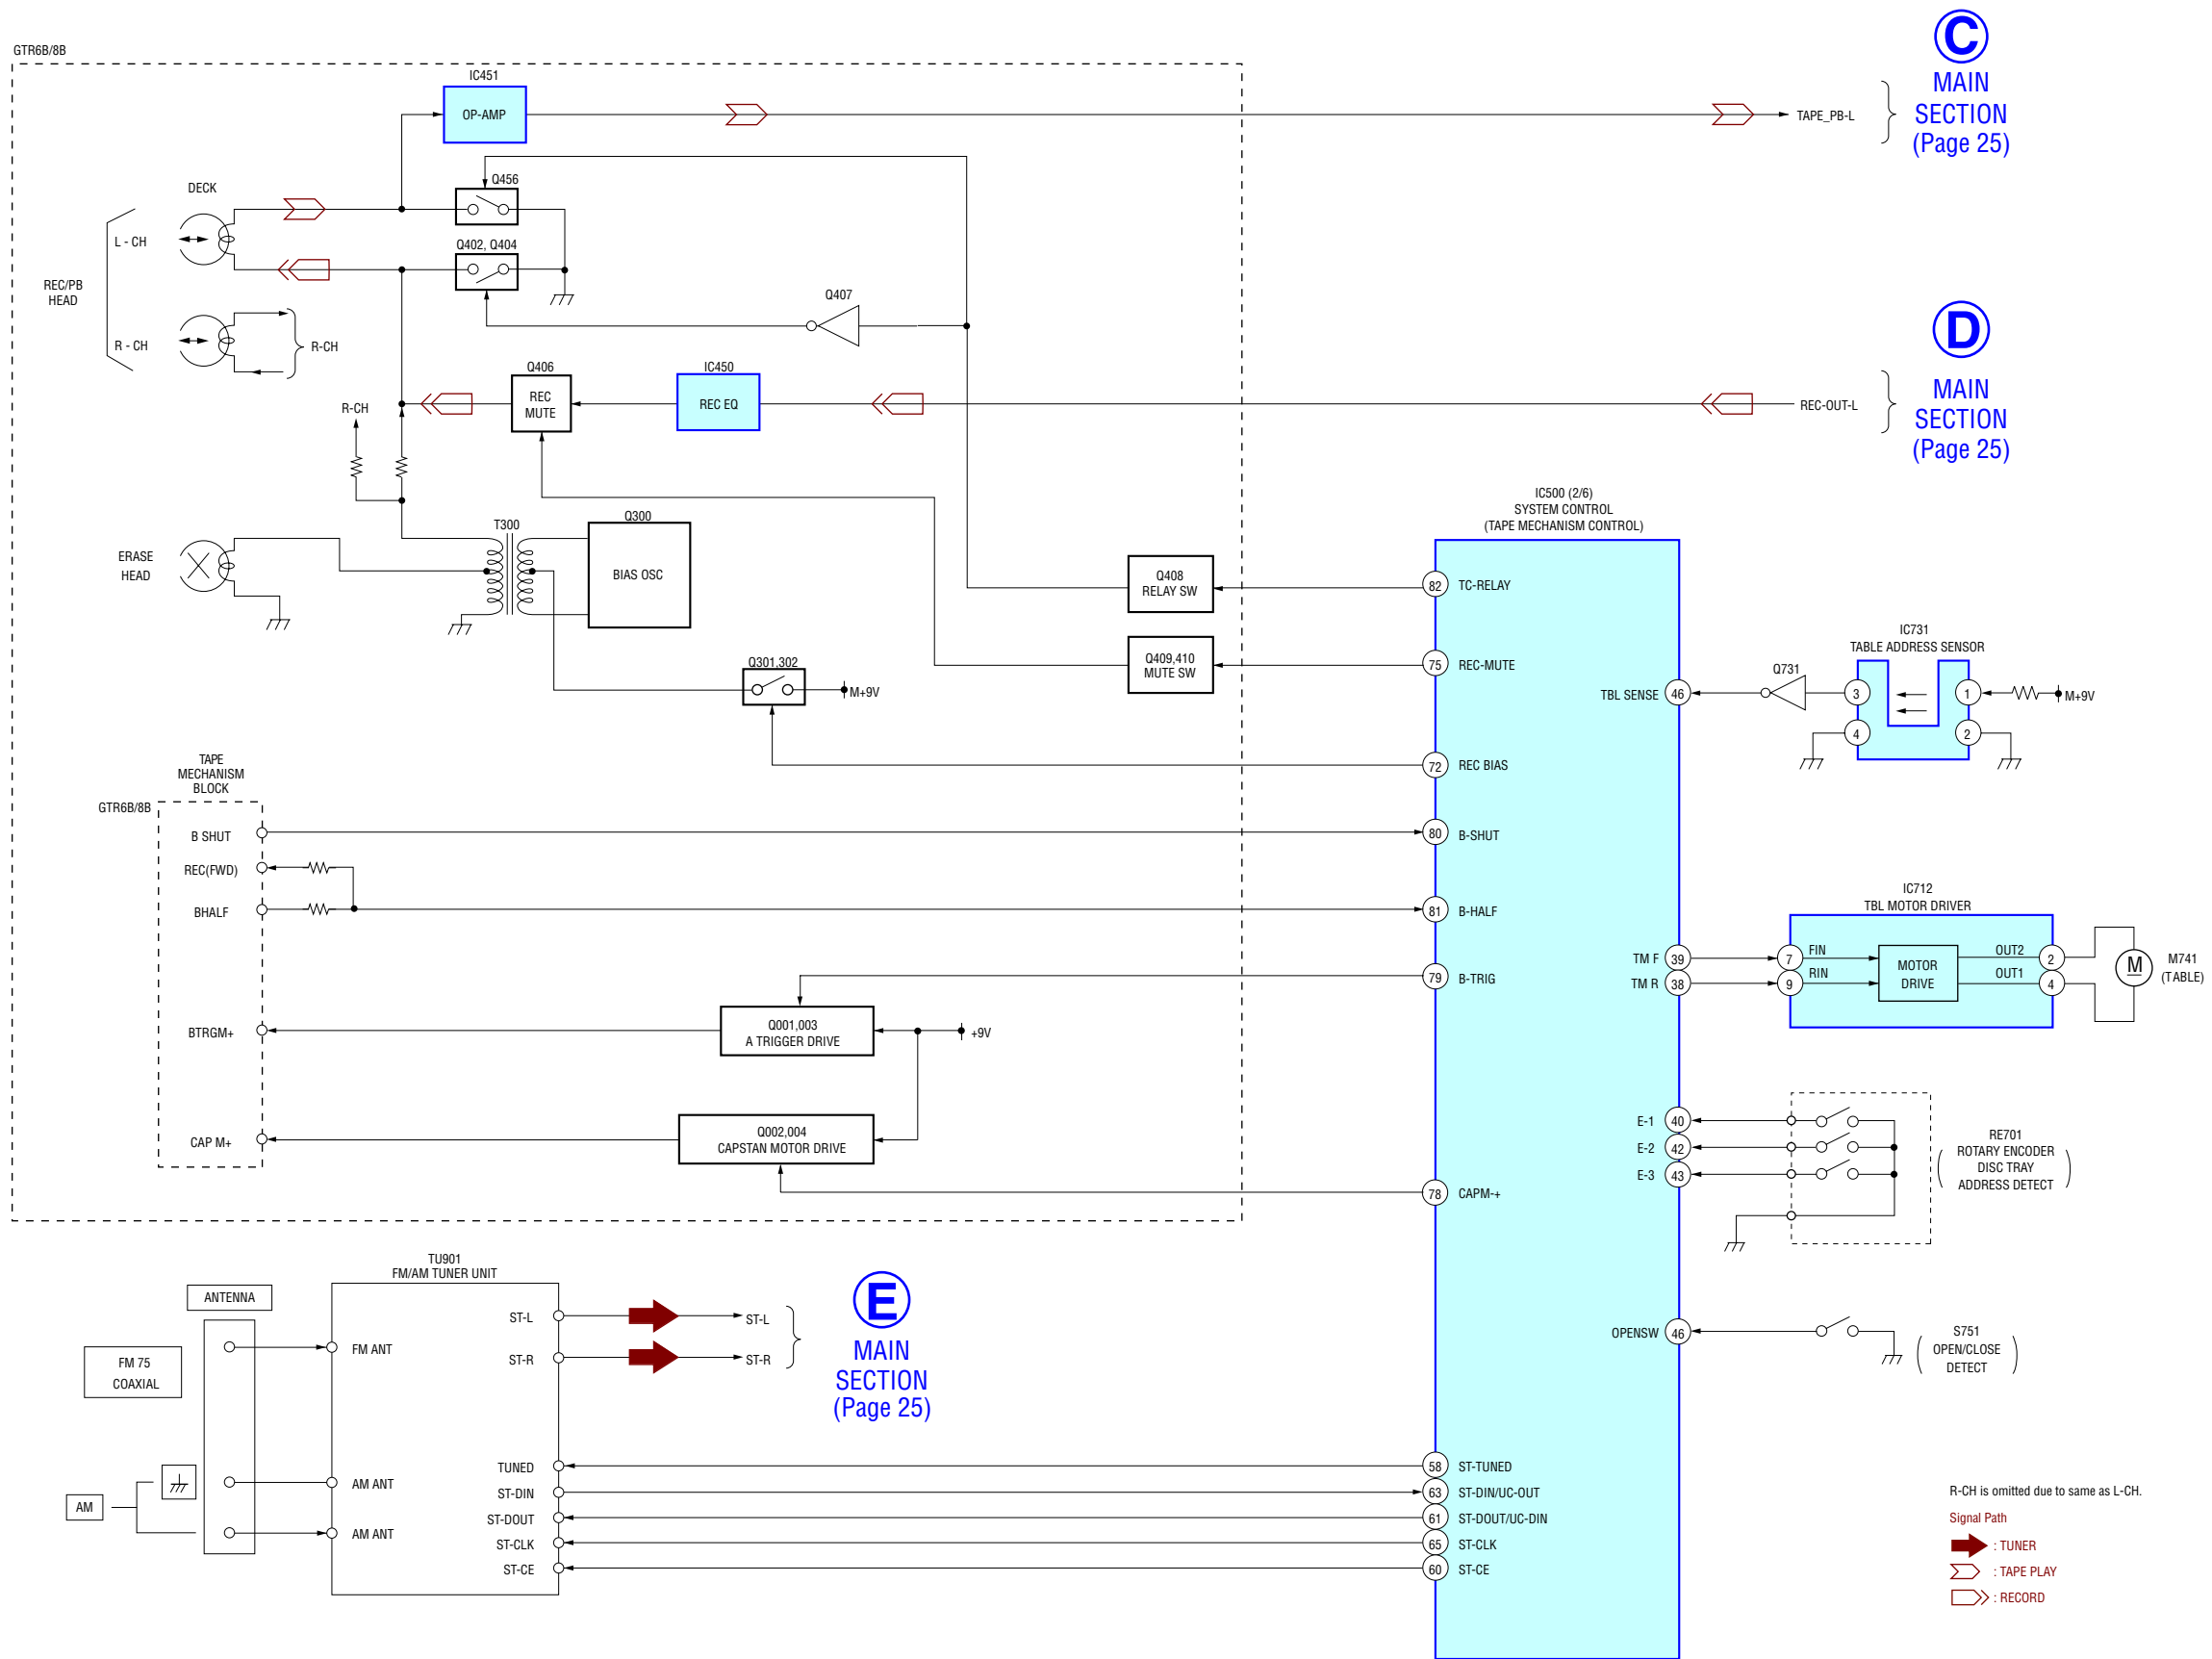 GTR6B/8B
IC451
OP-AMP
TAPE_PB-L
C
MAIN
SECTION
(Page 25)
DECK
Q456
L - CH
Q402, Q404
REC/PB
HEAD
Q407
R - CH
R-CH
D
MAIN
SECTION
(Page 25)
Q406
REC
MUTE
IC450
REC EQ
REC-OUT-L
R-CH
IC500 (2/6)
SYSTEM CONTROL
(TAPE MECHANISM CONTROL)
T300
Q300
BIAS OSC
ERASE
HEAD
Q408
RELAY SW
82
TC-RELAY
Q409,410
MUTE SW
75
REC-MUTE
Q301,302
M+9V
72
REC BIAS
IC731
TABLE ADDRESS SENSOR
TBL SENSE
46
Q731
3
4
1
2
M+9V
TAPE
MECHANISM
BLOCK
GTR6B/8B
B SHUT
80
B-SHUT
REC(FWD)
BHALF
81
B-HALF
79
B-TRIG
BTRGM+
Q001,003
A TRIGGER DRIVE
+9V
CAP M+
Q002,004
CAPSTAN MOTOR DRIVE
78
CAPM-+
IC712
TBL MOTOR DRIVER
TM F
39
7
FIN
TM R
38
9
RIN
MOTOR
DRIVE
OUT2
2
OUT1
4
M
M741
(TABLE)
E-1
40
E-2
42
E-3
43
RE701
ROTARY ENCODER
DISC TRAY
ADDRESS DETECT
OPENSW
46
S751
OPEN/CLOSE
DETECT
TU901
FM/AM TUNER UNIT
ANTENNA
FM 75
COAXIAL
FM ANT
AM
AM ANT
AM ANT
ST-L
ST-L
ST-R
ST-R
E
MAIN
SECTION
(Page 25)
TUNED
58
ST-TUNED
ST-DIN
63
ST-DIN/UC-OUT
ST-DOUT
61
ST-DOUT/UC-DIN
ST-CLK
65
ST-CLK
ST-CE
60
ST-CE
R-CH is omitted due to same as L-CH.
Signal Path
: TUNER
: TAPE PLAY
: RECORD